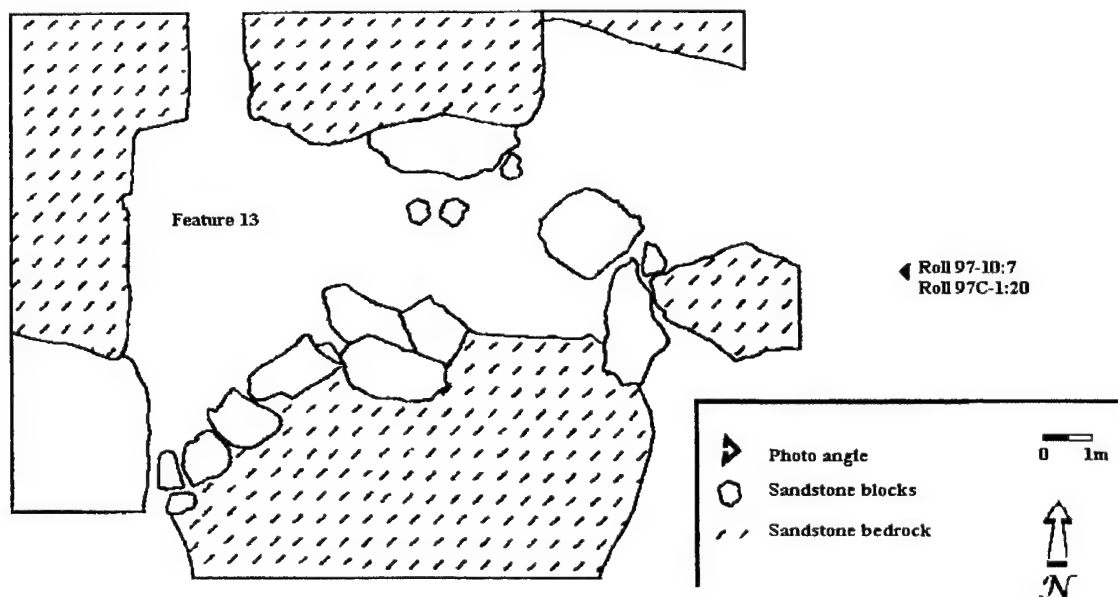 Feature 13
Roll 97-10:7
Roll 97C-1:20
Photo angle
Sandstone blocks
Sandstone bedrock
0 1m
N